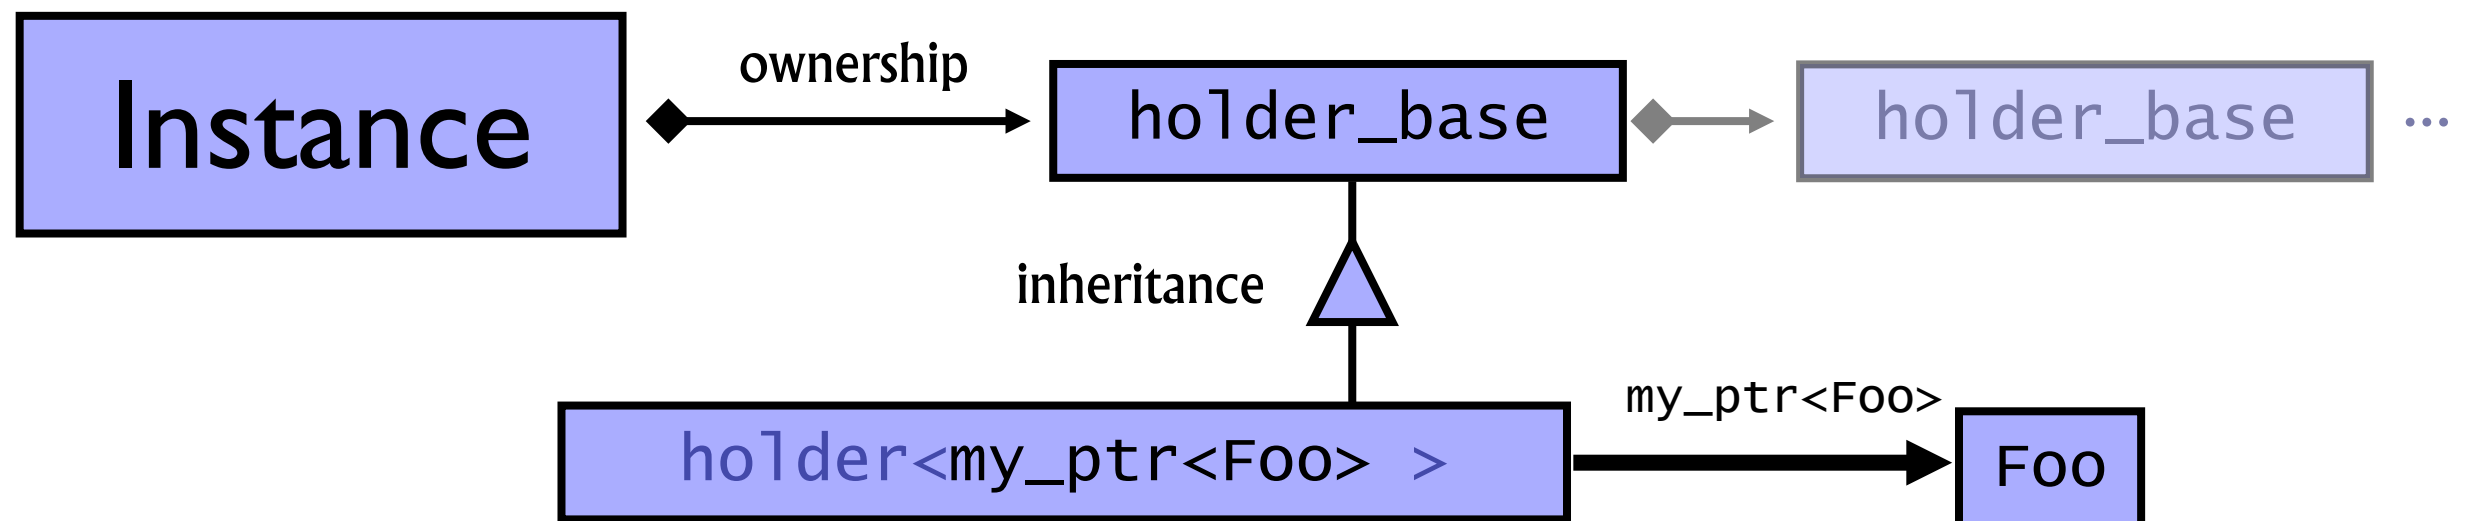 ownership
Instance
holder_base
holder_base ...
inheritance
my_ptr<Foo>
holder<my_ptr<Foo> >
Foo